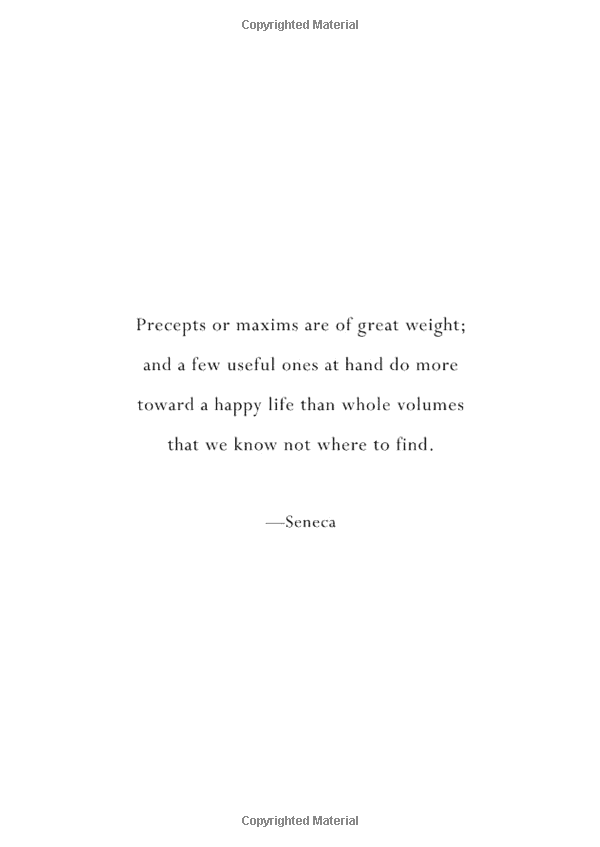 Copyrighted Material
Precepts or maxims are of great weight;
and a few useful ones at hand do more
toward a happy life than whole volumes
that we know not where to find.
—Seneca
Copyrighted Material